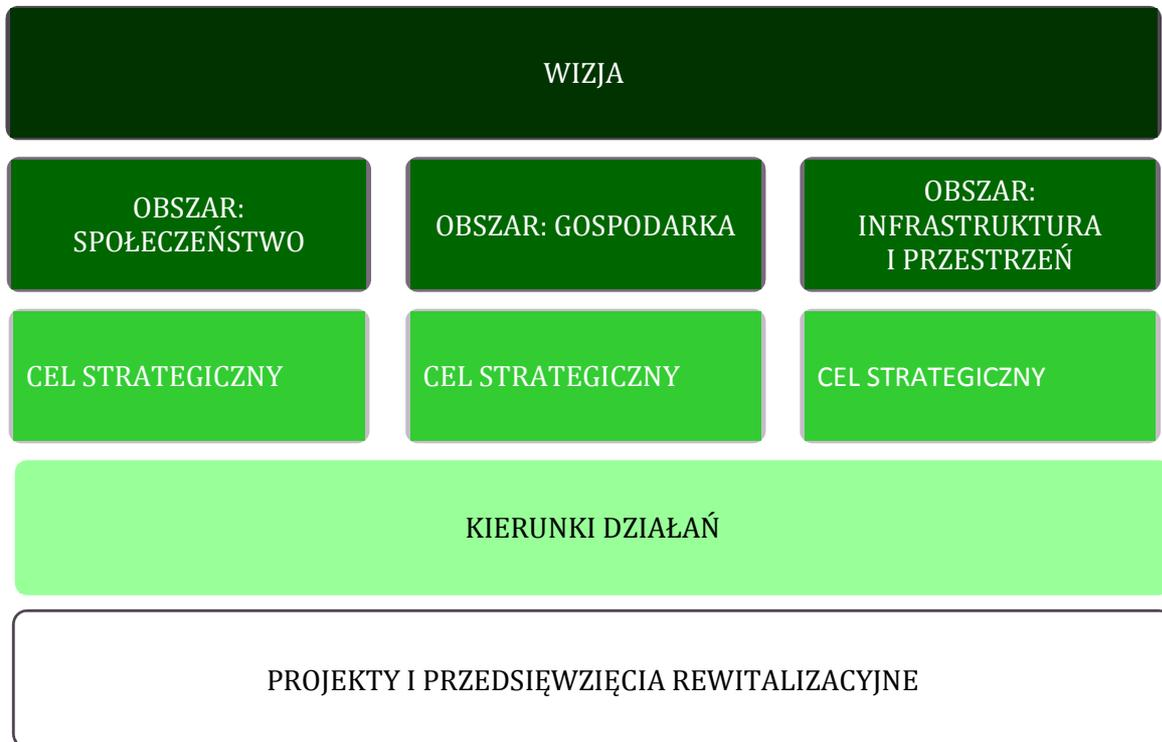 WIZJA
OBSZAR:
SPOŁECZEŃSTWO
OBSZAR: GOSPODARKA
OBSZAR:
INFRASTRUKTURA
I PRZESTRZEŃ
CEL STRATEGICZNY
CEL STRATEGICZNY
CEL STRATEGICZNY
KIERUNKI DZIAŁAŃ
PROJEKTY I PRZEDSIĘWZIĘCIA REWITALIZACYJNE